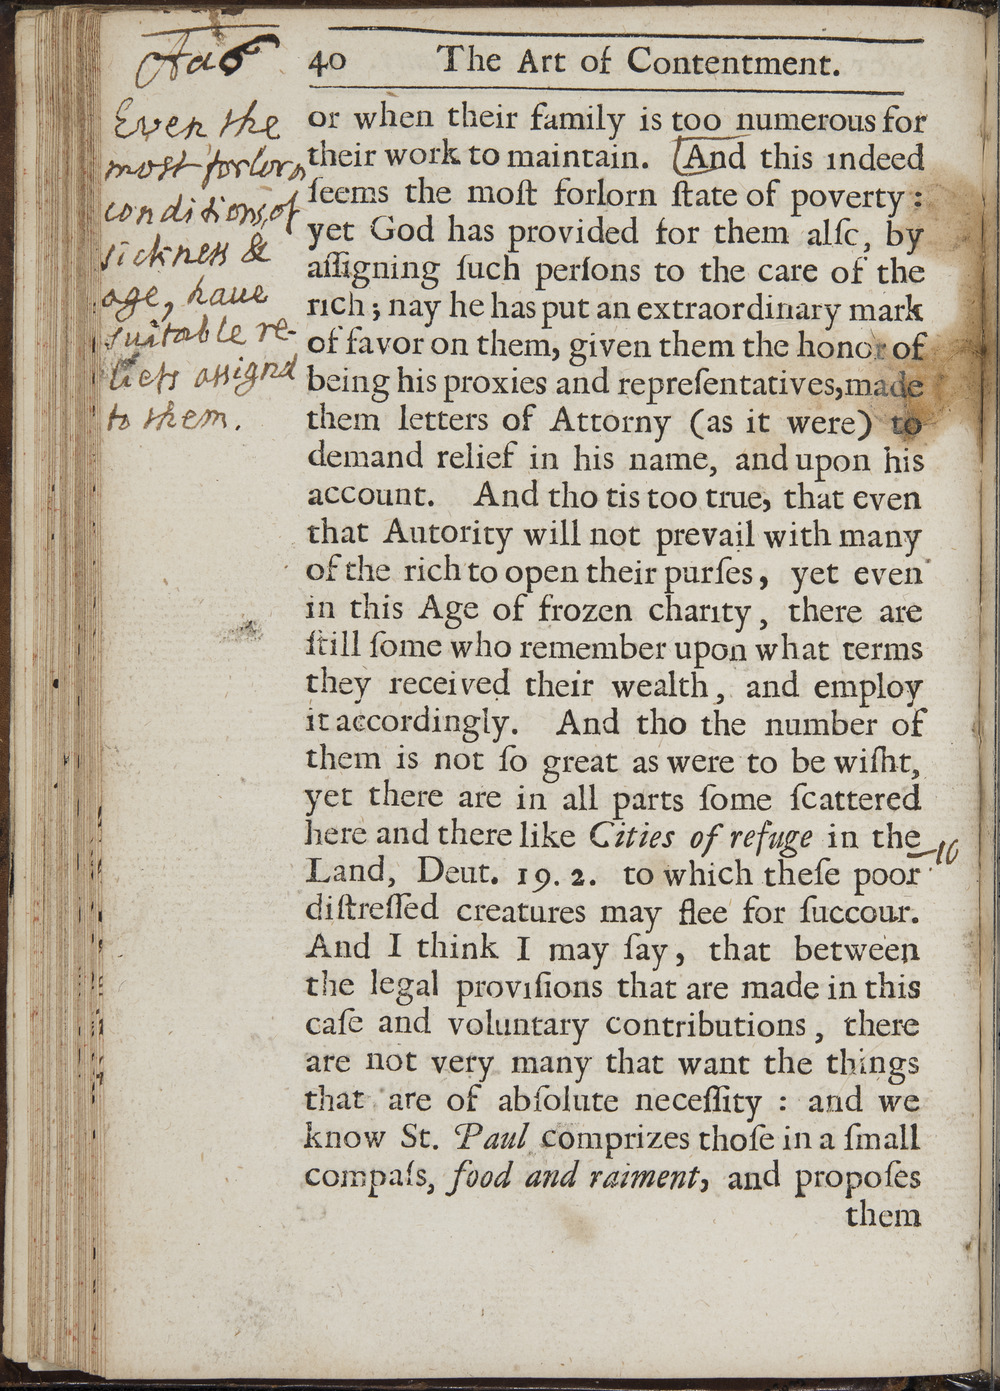 40 The Art of Contentment.
Even the
most forlorn
conditions of
sickness &
age, have
suitable re-
liefs assignd
to them.
or when their family is too numerous for
their work to maintain. And this indeed
ſeems the moſt forlorn ſtate of poverty :
yet God has provided for them alſo, by
aſſigning ſuch perſons to the care of the
rich ; nay he has put an extraordinary mark
of favor on them, given them the honor of
being his proxies and repreſentatives, made
them letters of Attorny (as it were) to
demand relief in his name, and upon his
account. And tho tis too true, that even
that Autority will not prevail with many
of the rich to open their purſes, yet even
in this Age of frozen charity, there are
ſtill ſome who remember upon what terms
they received their wealth, and employ
it accordingly. And tho the number of
them is not ſo great as were to be wiſht,
yet there are in all parts ſome ſcattered
here and there like Cities of refuge in the
Land, Deut. 19. 2. to which theſe poor
diſtreſſed creatures may flee for ſuccour.
And I think I may ſay, that between
the legal proviſions that are made in this
caſe and voluntary contributions, there
are not very many that want the things
that are of abſolute neceſſity : and we
know St. Paul comprizes thoſe in a ſmall
compaſs, food and raiment, and propoſes
them